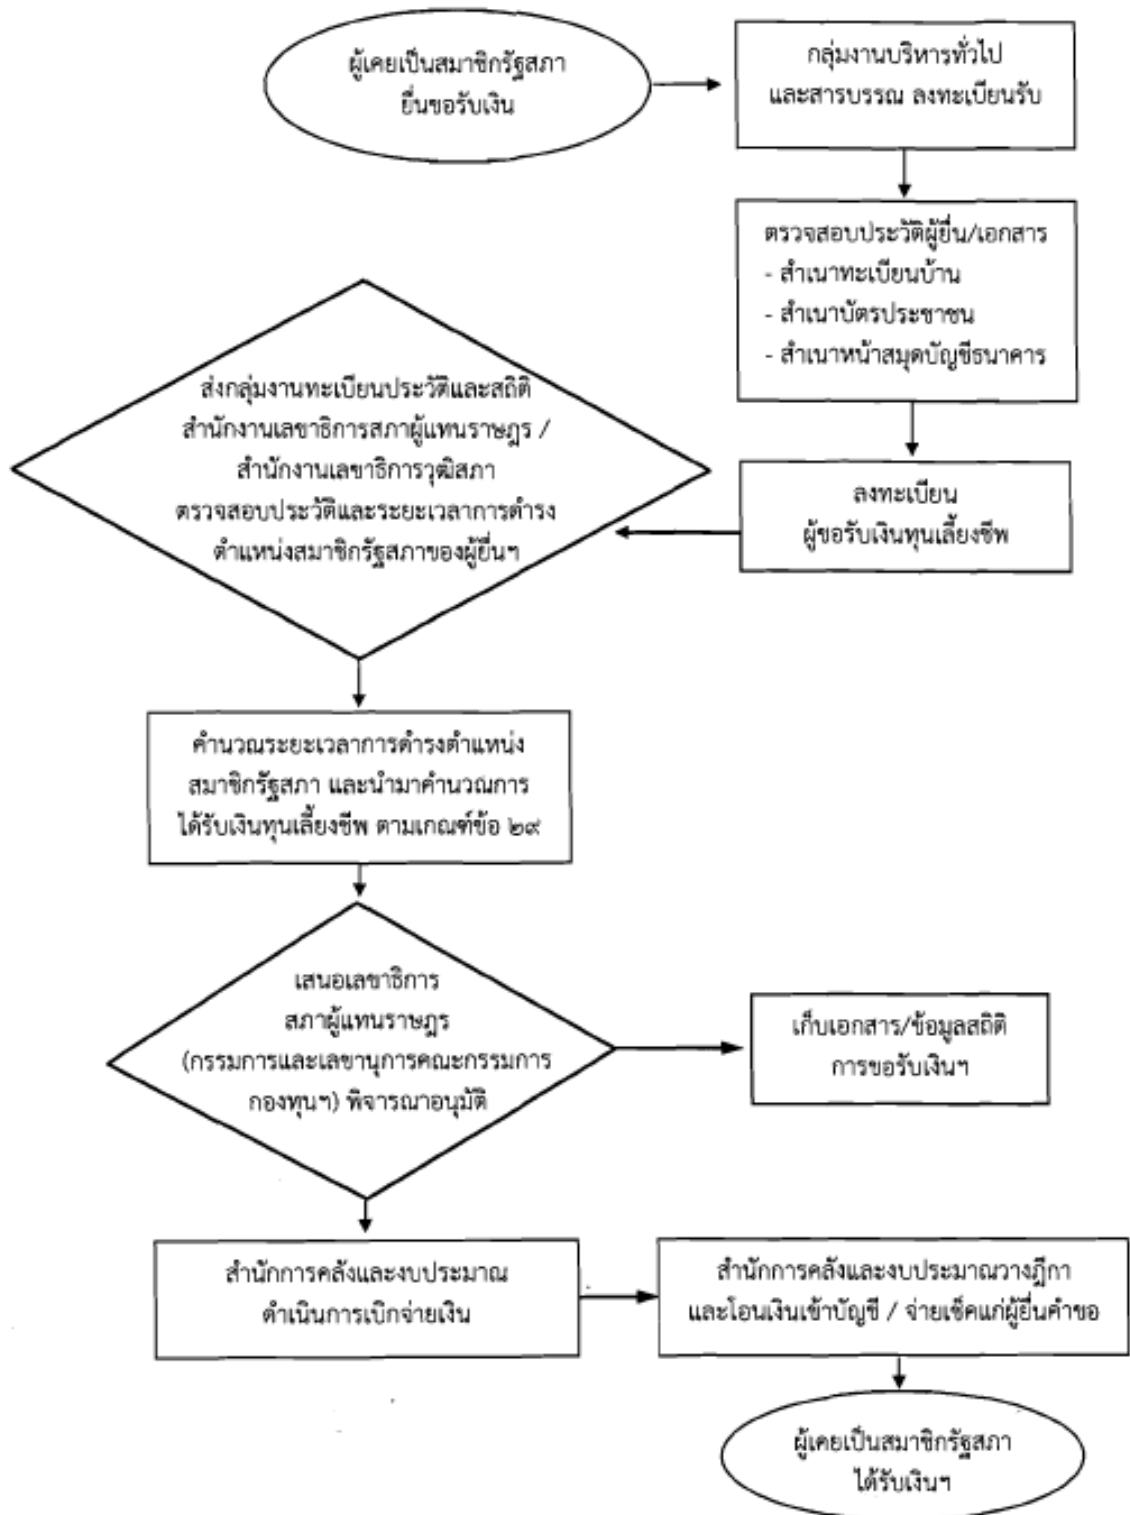 ผู้เคยเป็นสมาชิกรัฐสภา
ยื่นขอรับเงิน
กลุ่มงานบริหารทั่วไป
และสารบรรณ ลงทะเบียนรับ
ตรวจสอบประวัติผู้ยื่น/เอกสาร
- สำเนาทะเบียนบ้าน
- สำเนาบัตรประชาชน
- สำเนาหน้าสมุดบัญชีธนาคาร
ลงทะเบียน
ผู้ขอรับเงินทุนเลี้ยงชีพ
ส่งกลุ่มงานทะเบียนประวัติและสถิติ
สำนักงานเลขาธิการสภาผู้แทนราษฎร /
สำนักงานเลขาธิการวุฒิสภา
ตรวจสอบประวัติและระยะเวลาการดำรง
ตำแหน่งสมาชิกรัฐสภาของผู้ยื่นฯ
คำนวณระยะเวลาการดำรงตำแหน่ง
สมาชิกรัฐสภา และนำมาคำนวณการ
ได้รับเงินทุนเลี้ยงชีพ ตามเกณฑ์ข้อ ๒๙
เสนอเลขาธิการ
สภาผู้แทนราษฎร
(กรรมการและเลขานุการคณะกรรมการ
กองทุนฯ) พิจารณาอนุมัติ
เก็บเอกสาร/ข้อมูลสถิติ
การขอรับเงินฯ
สำนักการคลังและงบประมาณ
ดำเนินการเบิกจ่ายเงิน
สำนักการคลังและงบประมาณวางฎีกา
และโอนเงินเข้าบัญชี / จ่ายเช็คแก่ผู้ยื่นคำขอ
ผู้เคยเป็นสมาชิกรัฐสภา
ได้รับเงินฯ